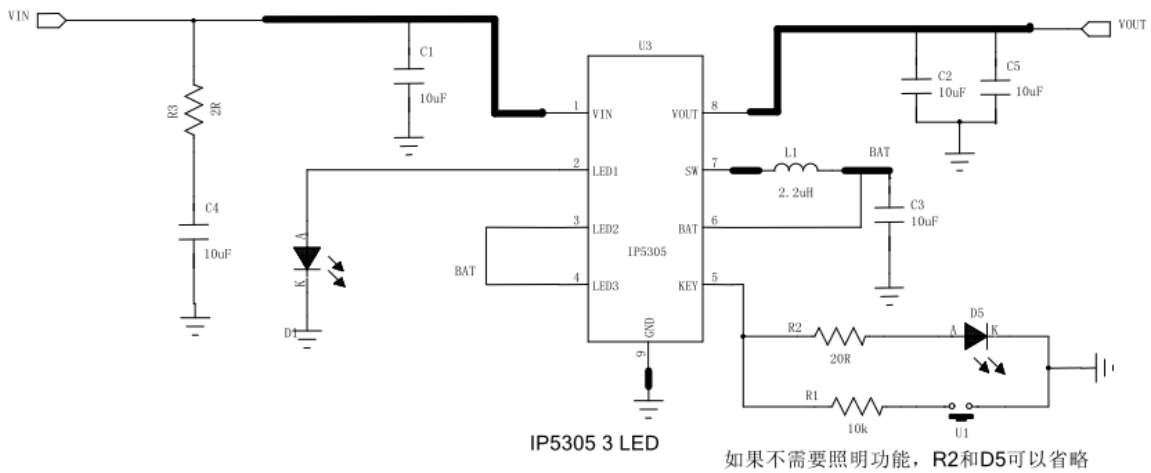 VIN
VOUT
U3
C1
10uF
C2
10uF
C5
10uF
R3
2R
1
VIN
VOUT
8
2
LED1
SW
7
L1
2.2uH
BAT
C4
10uF
C3
10uF
3
LED2
BAT
6
BAT
IP5305
4
LED3
KEY
5
A
K
D1
GND
9
R2
20R
A
D5
K
R1
10k
U1
IP5305 3 LED
如果不需要照明功能，R2和D5可以省略